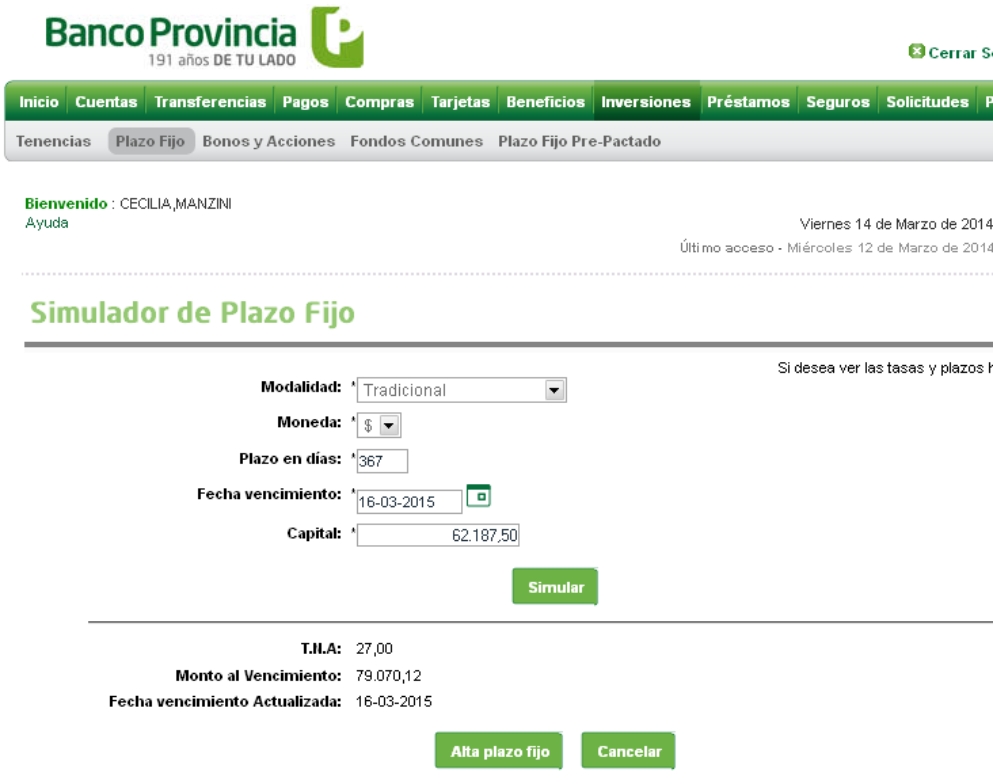 Banco Provincia
191 años DE TU LADO
Cerrar
Inicio Cuentas Transferencias Pagos Compras Tarjetas Beneficios Inversiones Préstamos Seguros Solicitudes
Tenencias Plazo Fijo Bonos y Acciones Fondos Comunes Plazo Fijo Pre-Pactado
Bienvenido : CECILIA,MANZINI
Ayuda
Viernes 14 de Marzo de 2014
Último acceso - Miércoles 12 de Marzo de 2014
Simulador de Plazo Fijo
Si desea ver las tasas y plazos
Modalidad: * Tradicional
Moneda: * $
Plazo en días: * 367
Fecha vencimiento: * 16-03-2015
Capital: * 62.187,50
Simular
T.N.A: 27,00
Monto al Vencimiento: 79.070,12
Fecha vencimiento Actualizada: 16-03-2015
Alta plazo fijo Cancelar